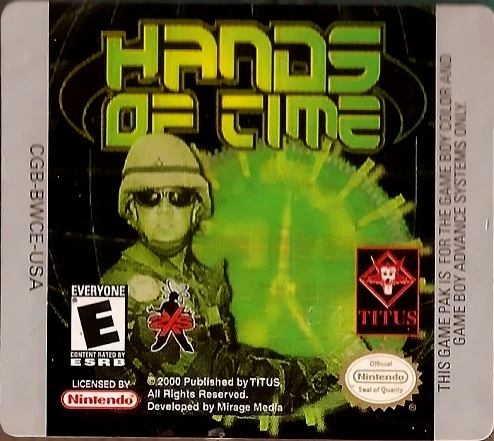 HANDS
OF TIME
CGB-BWCE-USA
THIS GAME PAK IS FOR THE GAME BOY COLOR AND
GAME BOY ADVANCE SYSTEMS ONLY.
EVERYONE
E
CONTENT RATED BY
ESRB
TITUS
LICENSED BY
Nintendo
© 2000 Published by TITUS.
All Rights Reserved.
Developed by Mirage Media
Official
Nintendo
Seal of Quality
®